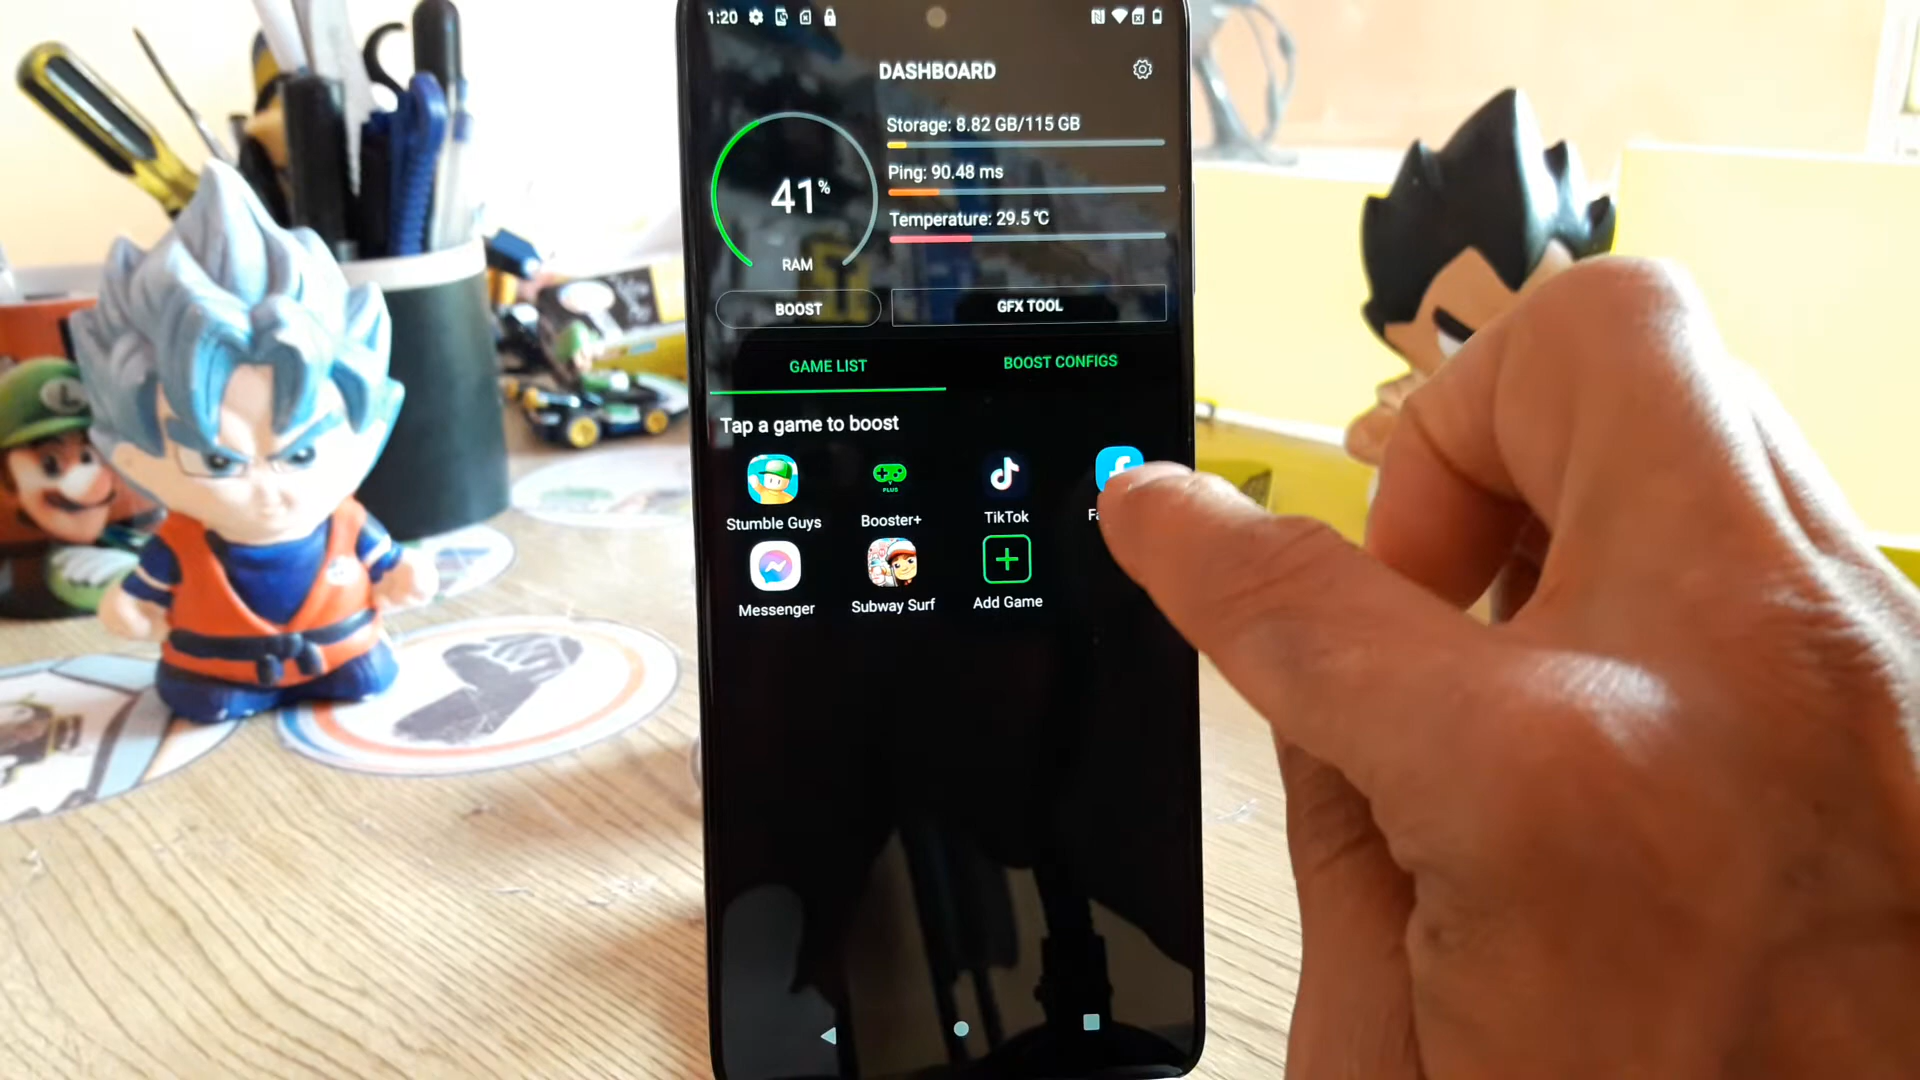 1:20
DASHBOARD
Storage: 8.82 GB/115 GB
Ping: 90.48 ms
Temperature: 29.5 ℃
41%
RAM
BOOST
GFX TOOL
GAME LIST
BOOST CONFIGS
Tap a game to boost
PLUS
Stumble Guys
Booster+
TikTok
Messenger
Subway Surf
Add Game
L